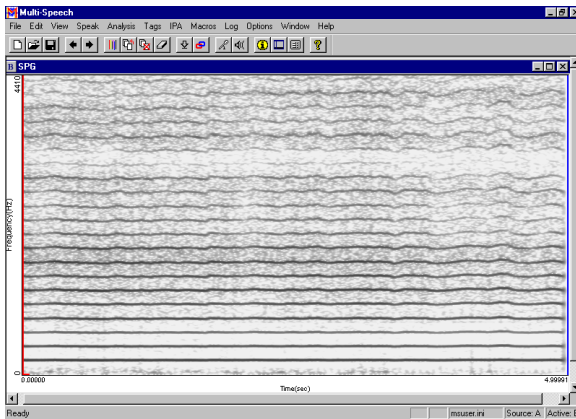 Multi-Speech
File Edit View Speak Analysis Tags IPA Macros Log Options Window Help
B SPG
4410
Frequency(Hz)
0
0.00000 4.99991
Time(sec)
Ready msuser.ini Source: A Active: